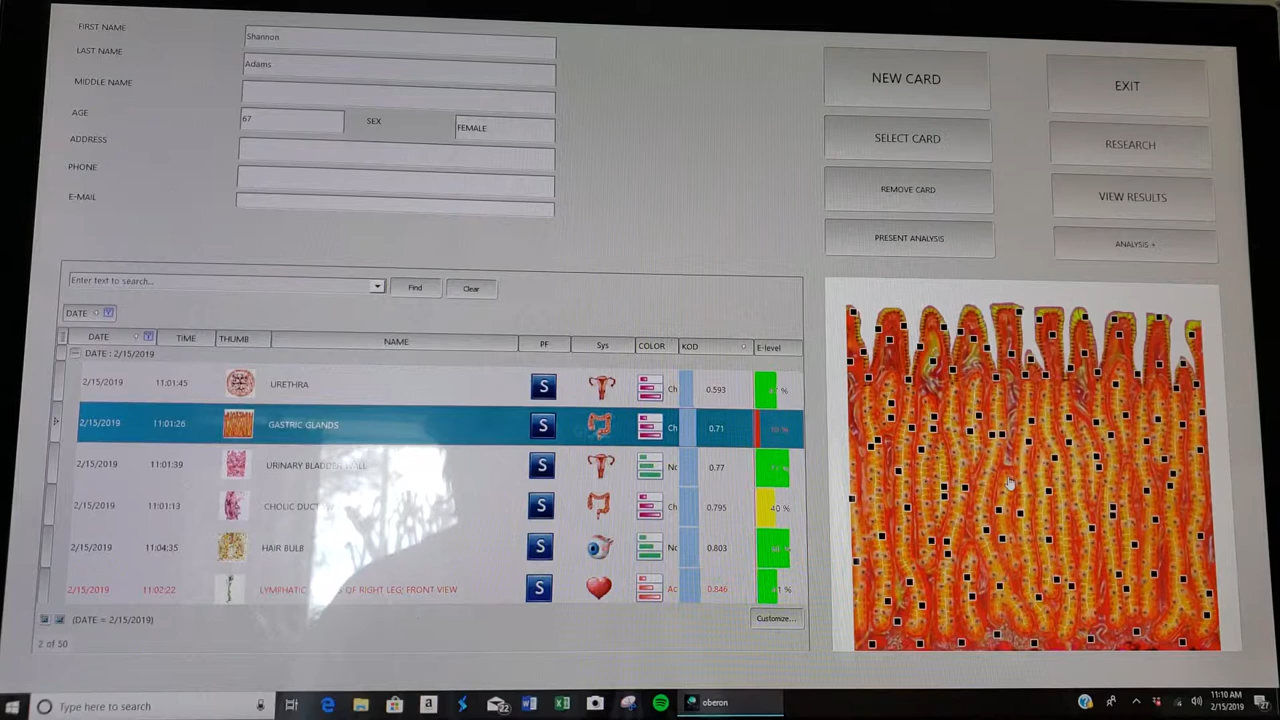 FIRST NAME Shannon
LAST NAME Adams
MIDDLE NAME
AGE 67 SEX FEMALE
ADDRESS
PHONE
E-MAIL
NEW CARD EXIT
SELECT CARD RESEARCH
REMOVE CARD VIEW RESULTS
PRESENT ANALYSIS ANALYSIS +
Enter text to search... Find Clear
DATE
DATE TIME THUMB NAME PF Sys COLOR KOD E-level
DATE : 2/15/2019
2/15/2019 11:01:45 URETHRA S Ch 0.593 %
2/15/2019 11:01:26 GASTRIC GLANDS S Ch 0.71 %
2/15/2019 11:01:39 URINARY BLADDER WALL S Nc 0.77 %
2/15/2019 11:01:13 CHOLIC DUCT S Ch 0.795 40 %
2/15/2019 11:04:35 HAIR BULB S Nc 0.803 %
2/15/2019 11:02:22 LYMPHATIC OF RIGHT LEG; FRONT VIEW S Ac 0.846 %
(DATE = 2/15/2019) Customize...
2 of 50
Type here to search
22
oberon
11:10 AM
2/15/2019
27